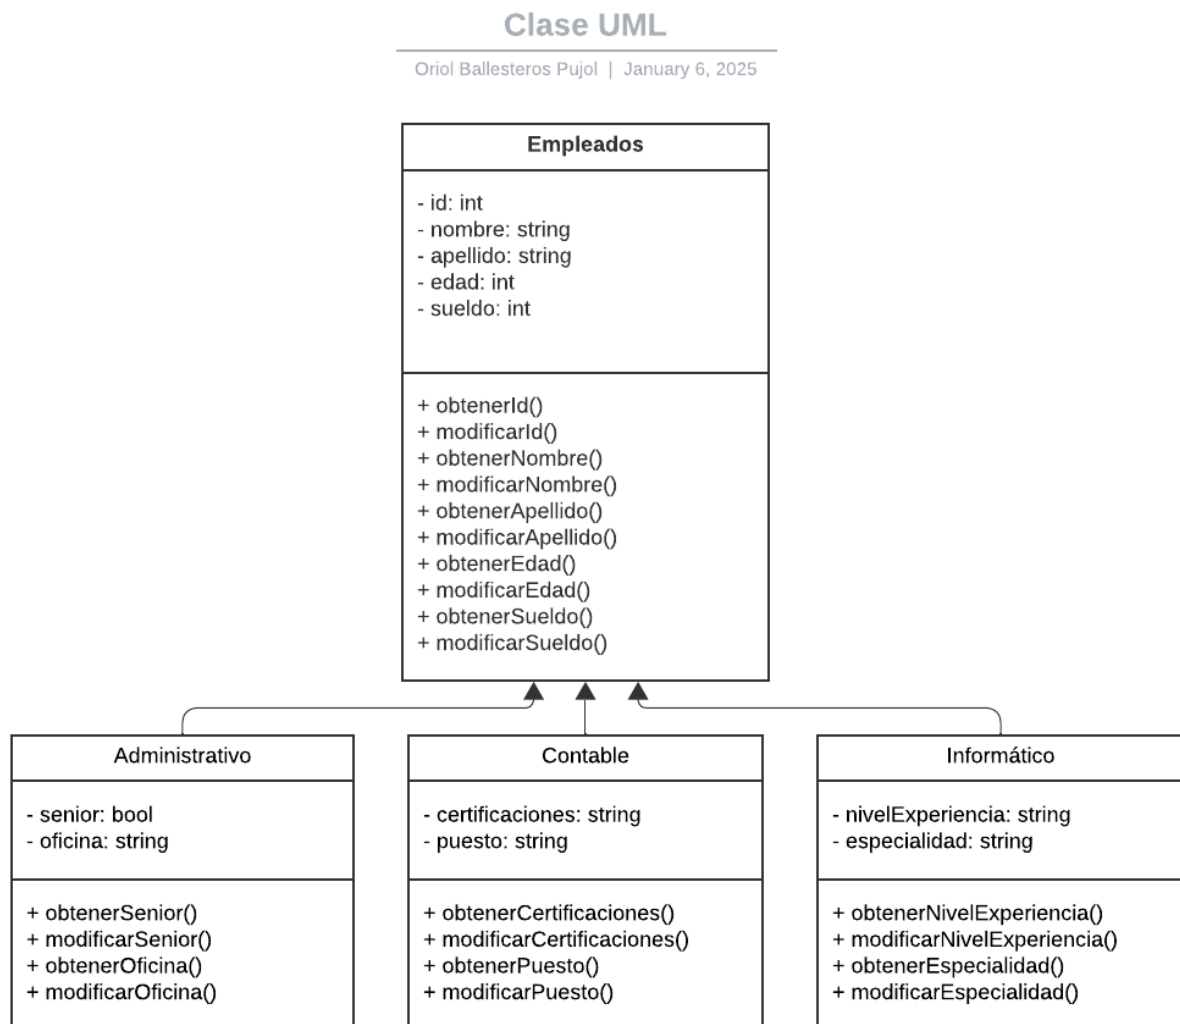 Clase UML
Oriol Ballesteros Pujol | January 6, 2025
Empleados
- id: int
- nombre: string
- apellido: string
- edad: int
- sueldo: int
+ obtenerId()
+ modificarId()
+ obtenerNombre()
+ modificarNombre()
+ obtenerApellido()
+ modificarApellido()
+ obtenerEdad()
+ modificarEdad()
+ obtenerSueldo()
+ modificarSueldo()
Administrativo
- senior: bool
- oficina: string
+ obtenerSenior()
+ modificarSenior()
+ obtenerOficina()
+ modificarOficina()
Contable
- certificaciones: string
- puesto: string
+ obtenerCertificaciones()
+ modificarCertificaciones()
+ obtenerPuesto()
+ modificarPuesto()
Informático
- nivelExperiencia: string
- especialidad: string
+ obtenerNivelExperiencia()
+ modificarNivelExperiencia()
+ obtenerEspecialidad()
+ modificarEspecialidad()